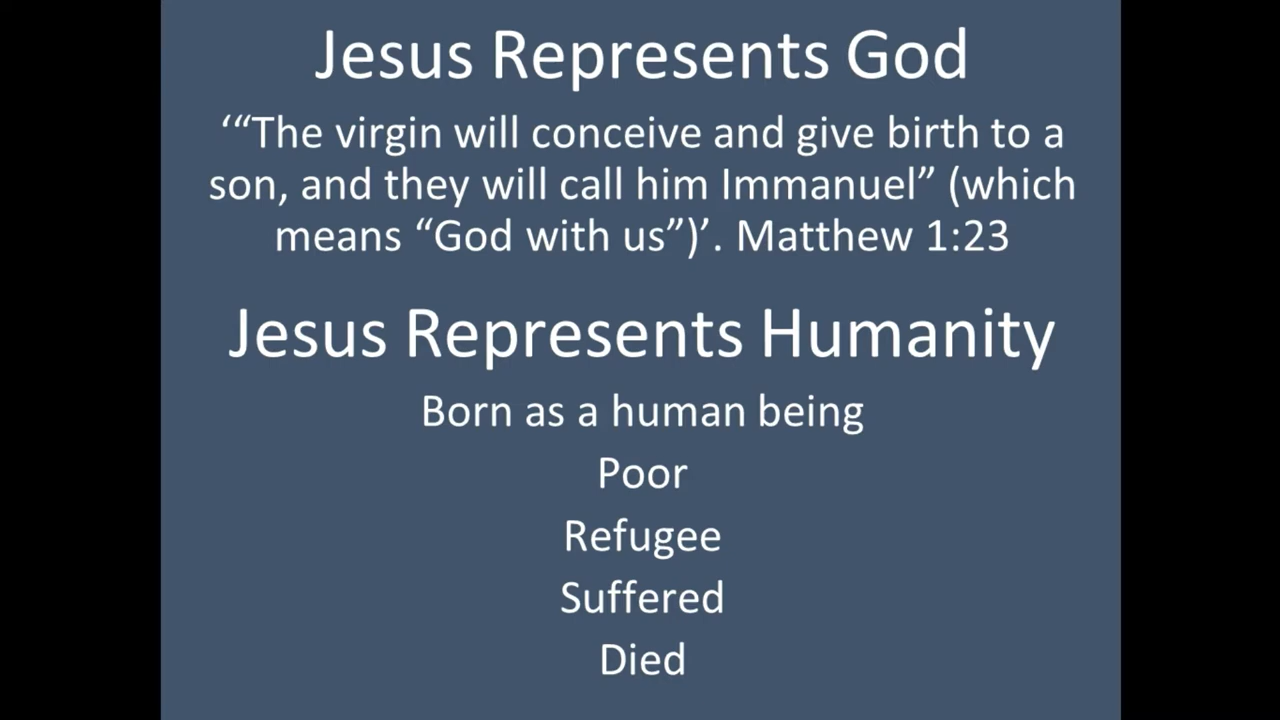 Jesus Represents God
‘“The virgin will conceive and give birth to a
son, and they will call him Immanuel” (which
means “God with us”)’. Matthew 1:23
Jesus Represents Humanity
Born as a human being
Poor
Refugee
Suffered
Died